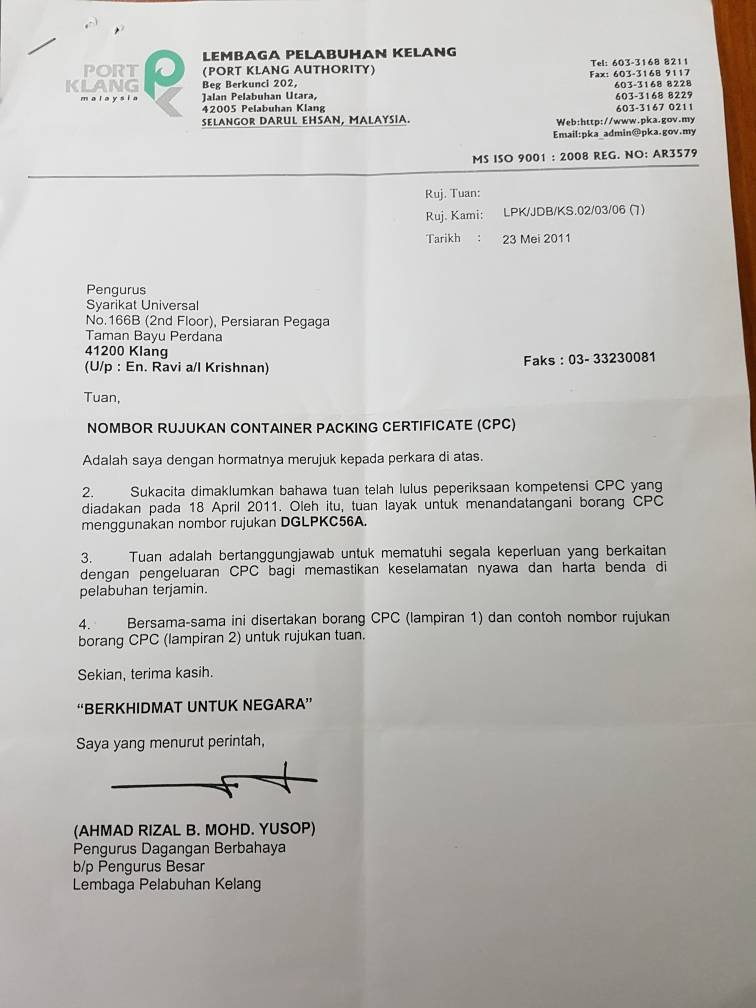 PORT
KLANG
malaysia
LEMBAGA PELABUHAN KELANG
(PORT KLANG AUTHORITY)
Beg Berkunci 202,
Jalan Pelabuhan Utara,
42005 Pelabuhan Klang
SELANGOR DARUL EHSAN, MALAYSIA.
Tel: 603-3168 8211
Fax: 603-3168 9117
603-3168 8228
603-3168 8229
603-3167 0211
Web:http://www.pka.gov.my
Email:pka_admin@pka.gov.my
MS ISO 9001 : 2008 REG. NO: AR3579
Ruj. Tuan:
Ruj. Kami: LPK/JDB/KS.02/03/06 (7)
Tarikh : 23 Mei 2011
Pengurus
Syarikat Universal
No.166B (2nd Floor), Persiaran Pegaga
Taman Bayu Perdana
41200 Klang
(U/p : En. Ravi a/l Krishnan) Faks : 03- 33230081
Tuan,
NOMBOR RUJUKAN CONTAINER PACKING CERTIFICATE (CPC)
Adalah saya dengan hormatnya merujuk kepada perkara di atas.
2. Sukacita dimaklumkan bahawa tuan telah lulus peperiksaan kompetensi CPC yang
diadakan pada 18 April 2011. Oleh itu, tuan layak untuk menandatangani borang CPC
menggunakan nombor rujukan DGLPKC56A.
3. Tuan adalah bertanggungjawab untuk mematuhi segala keperluan yang berkaitan
dengan pengeluaran CPC bagi memastikan keselamatan nyawa dan harta benda di
pelabuhan terjamin.
4. Bersama-sama ini disertakan borang CPC (lampiran 1) dan contoh nombor rujukan
borang CPC (lampiran 2) untuk rujukan tuan.
Sekian, terima kasih.
“BERKHIDMAT UNTUK NEGARA”
Saya yang menurut perintah,
(AHMAD RIZAL B. MOHD. YUSOP)
Pengurus Dagangan Berbahaya
b/p Pengurus Besar
Lembaga Pelabuhan Kelang